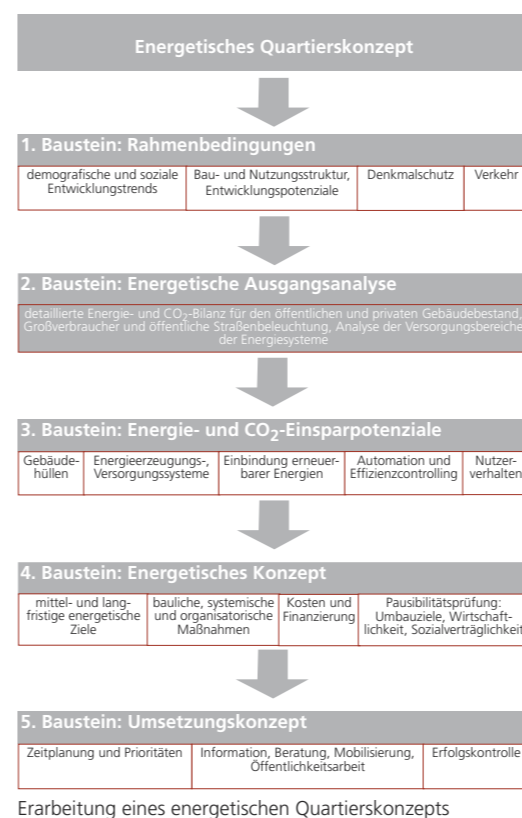 Energetisches Quartierskonzept
1. Baustein: Rahmenbedingungen
demografische und soziale
Entwicklungstrends
Bau- und Nutzungsstruktur,
Entwicklungspotenziale
Denkmalschutz
Verkehr
2. Baustein: Energetische Ausgangsanalyse
detaillierte Energie- und CO₂-Bilanz für den öffentlichen und privaten Gebäudebestand,
Großverbraucher und öffentliche Straßenbeleuchtung, Analyse der Versorgungsbereiche
der Energiesysteme
3. Baustein: Energie- und CO₂-Einsparpotenziale
Gebäude-
hüllen
Energieerzeugungs-,
Versorgungssysteme
Einbindung erneuer-
barer Energien
Automation und
Effizienzcontrolling
Nutzer-
verhalten
4. Baustein: Energetisches Konzept
mittel- und lang-
fristige energetische
Ziele
bauliche, systemische
und organisatorische
Maßnahmen
Kosten und
Finanzierung
Pausibilitätsprüfung:
Umbauziele, Wirtschaft-
lichkeit, Sozialverträglichkeit
5. Baustein: Umsetzungskonzept
Zeitplanung und Prioritäten
Information, Beratung, Mobilisierung,
Öffentlichkeitsarbeit
Erfolgskontrolle
Erarbeitung eines energetischen Quartierskonzepts